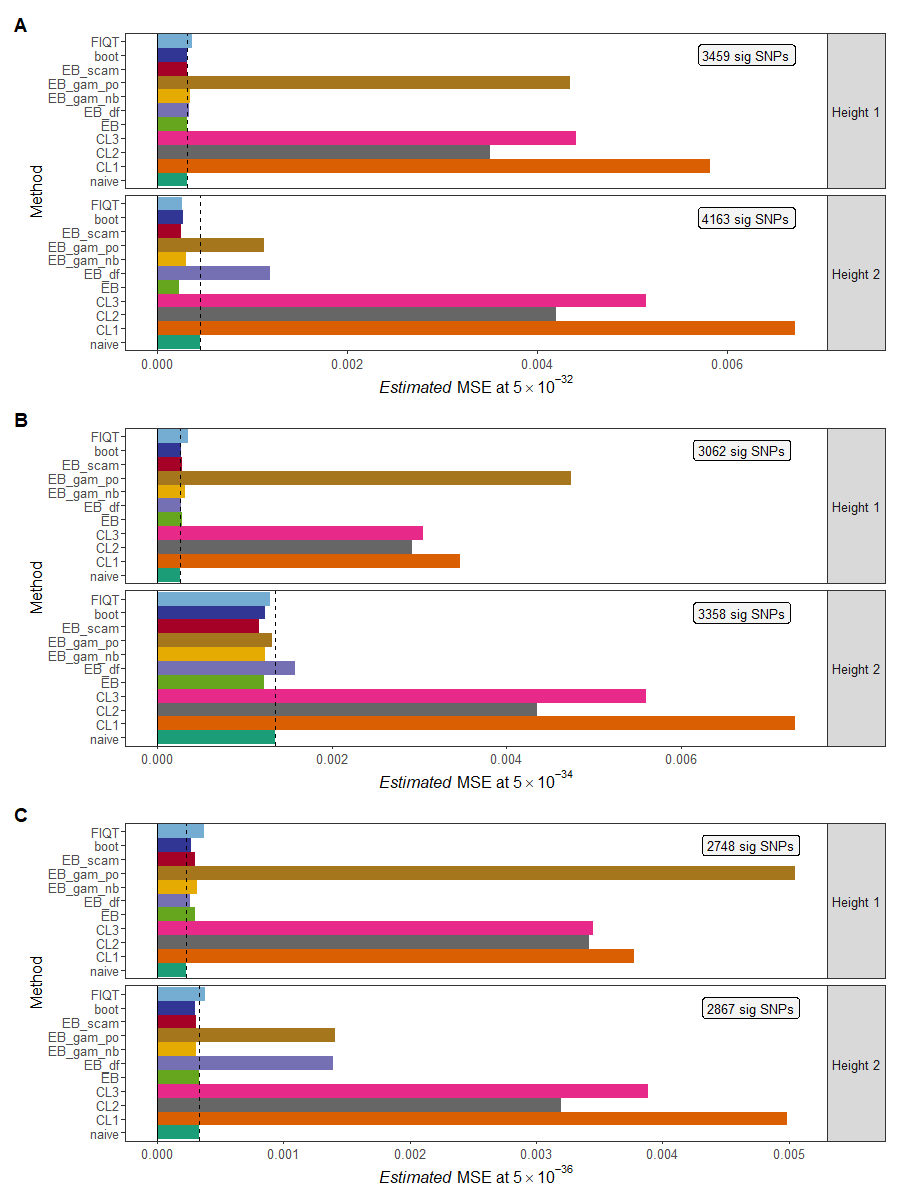 A
FIQT
boot
EB_scam
EB_gam_po
EB_gam_nb
EB_df
EB
CL3
CL2
CL1
naive
3459 sig SNPs
Height 1
FIQT
boot
EB_scam
EB_gam_po
EB_gam_nb
EB_df
EB
CL3
CL2
CL1
naive
4163 sig SNPs
Height 2
Method
0.000 0.002 0.004 0.006
Estimated MSE at 5 × 10⁻³²
B
FIQT
boot
EB_scam
EB_gam_po
EB_gam_nb
EB_df
EB
CL3
CL2
CL1
naive
3062 sig SNPs
Height 1
FIQT
boot
EB_scam
EB_gam_po
EB_gam_nb
EB_df
EB
CL3
CL2
CL1
naive
3358 sig SNPs
Height 2
Method
0.000 0.002 0.004 0.006
Estimated MSE at 5 × 10⁻³⁴
C
FIQT
boot
EB_scam
EB_gam_po
EB_gam_nb
EB_df
EB
CL3
CL2
CL1
naive
2748 sig SNPs
Height 1
FIQT
boot
EB_scam
EB_gam_po
EB_gam_nb
EB_df
EB
CL3
CL2
CL1
naive
2867 sig SNPs
Height 2
Method
0.000 0.001 0.002 0.003 0.004 0.005
Estimated MSE at 5 × 10⁻³⁶